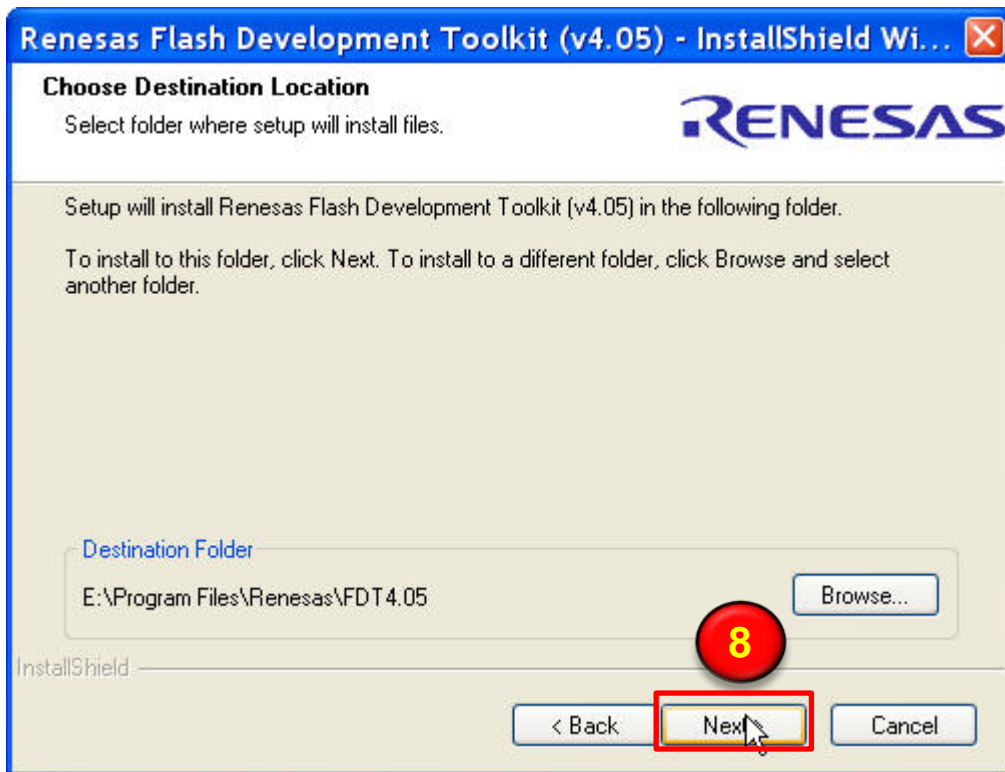 Renesas Flash Development Toolkit (v4.05) - InstallShield Wi...
Choose Destination Location
Select folder where setup will install files.
RENESAS
Setup will install Renesas Flash Development Toolkit (v4.05) in the following folder.
To install to this folder, click Next. To install to a different folder, click Browse and select
another folder.
Destination Folder
E:\Program Files\Renesas\FDT4.05
Browse...
8
InstallShield
< Back
Next
Cancel